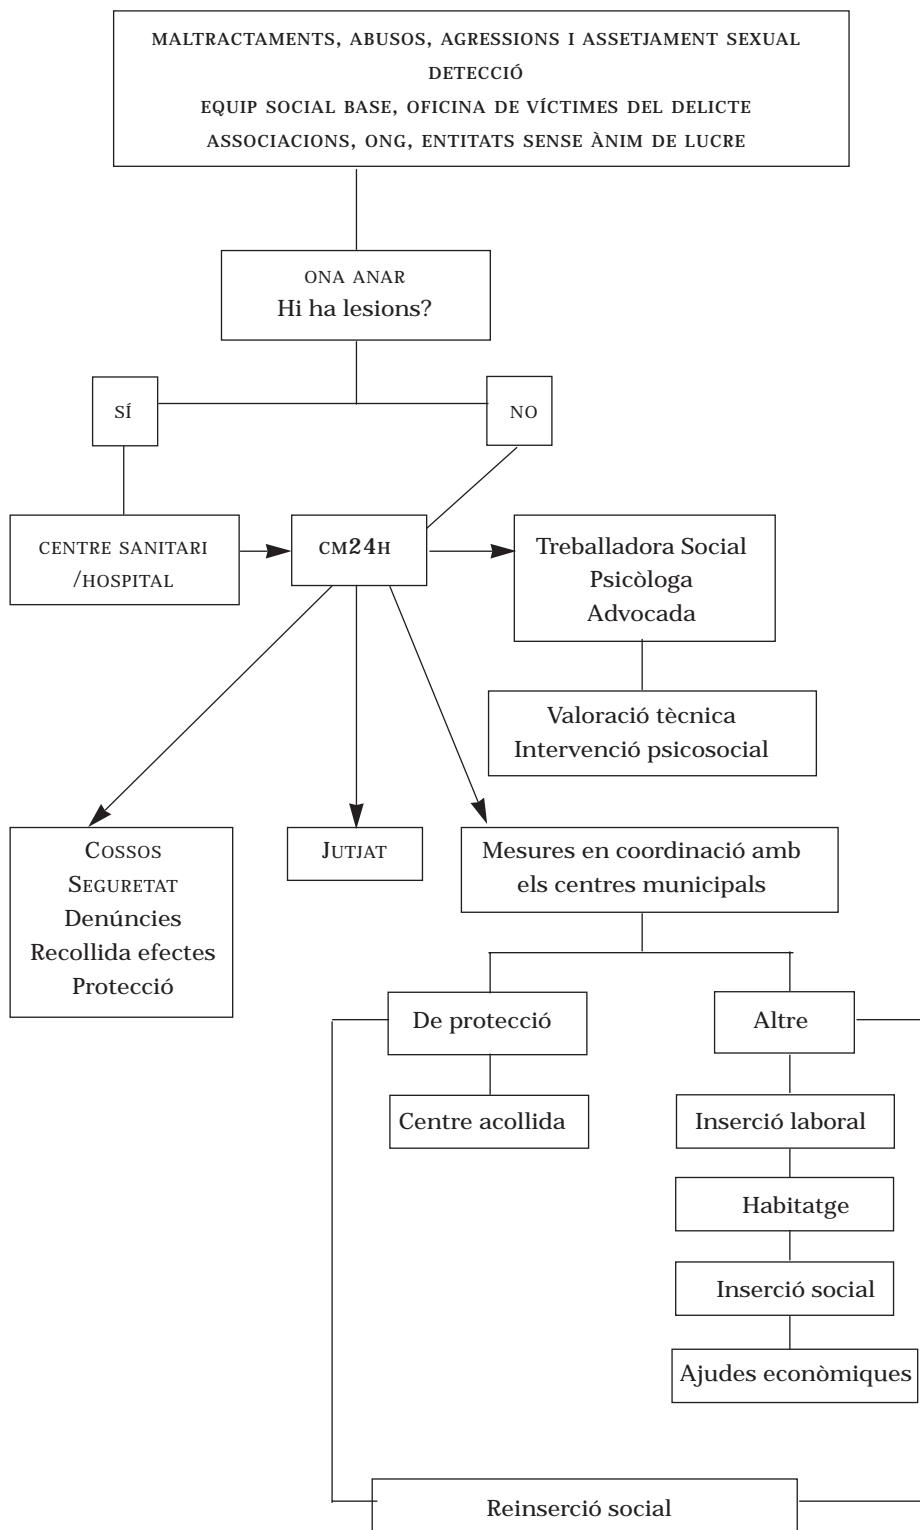 MALTRACTAMENTS, ABUSOS, AGRESSIONS I ASSETJAMENT SEXUAL
DETECCIÓ
EQUIP SOCIAL BASE, OFICINA DE VÍCTIMES DEL DELICTE
ASSOCIACIONS, ONG, ENTITATS SENSE ÀNIM DE LUCRE
ONA ANAR
Hi ha lesions?
SÍ
NO
CENTRE SANITARI
/HOSPITAL
CM24H
Treballadora Social
Psicòloga
Advocada
Valoració tècnica
Intervenció psicosocial
COSSOS
SEGURETAT
Denúncies
Recollida efectes
Protecció
JUTJAT
Mesures en coordinació amb
els centres municipals
De protecció
Altre
Centre acollida
Inserció laboral
Habitatge
Inserció social
Ajudes econòmiques
Reinserció social